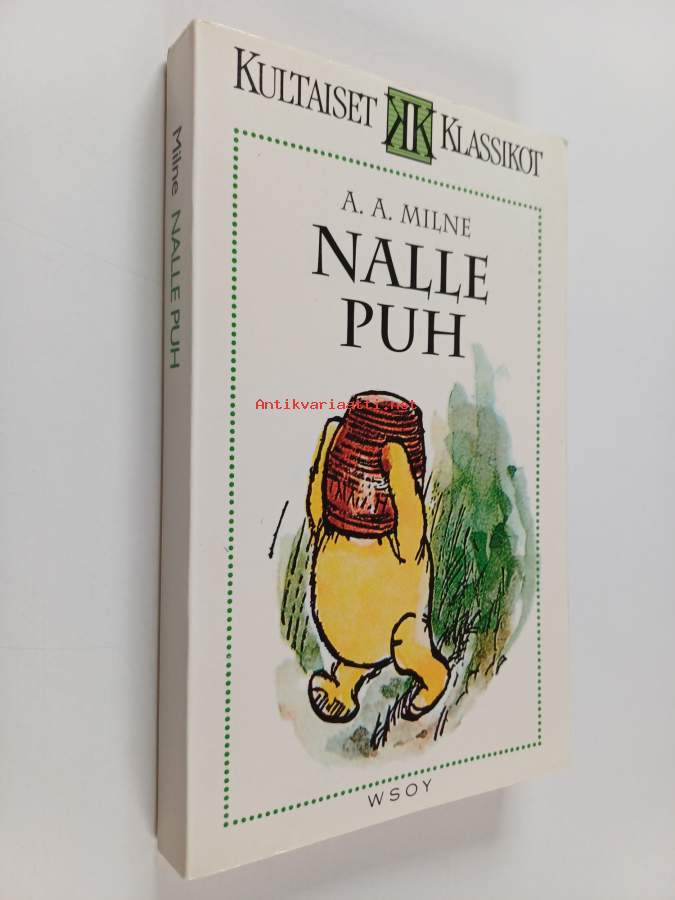 KULTAISET KK KLASSIKOT
A. A. MILNE
NALLE
PUH
Antikvariaatti.net
WSOY
Milne NALLE PUH